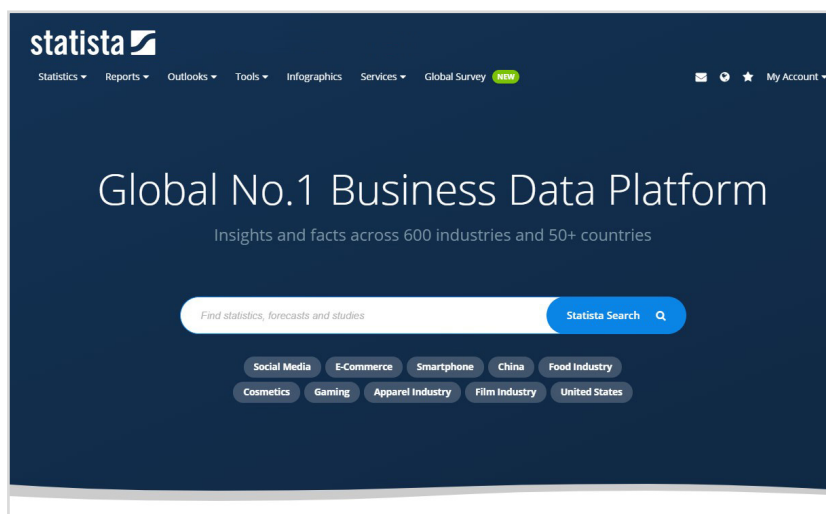 statista
Statistics Reports Outlooks Tools Infographics Services Global Survey NEW My Account
Global No.1 Business Data Platform
Insights and facts across 600 industries and 50+ countries
Find statistics, forecasts and studies Statista Search
Social Media E-Commerce Smartphone China Food Industry
Cosmetics Gaming Apparel Industry Film Industry United States